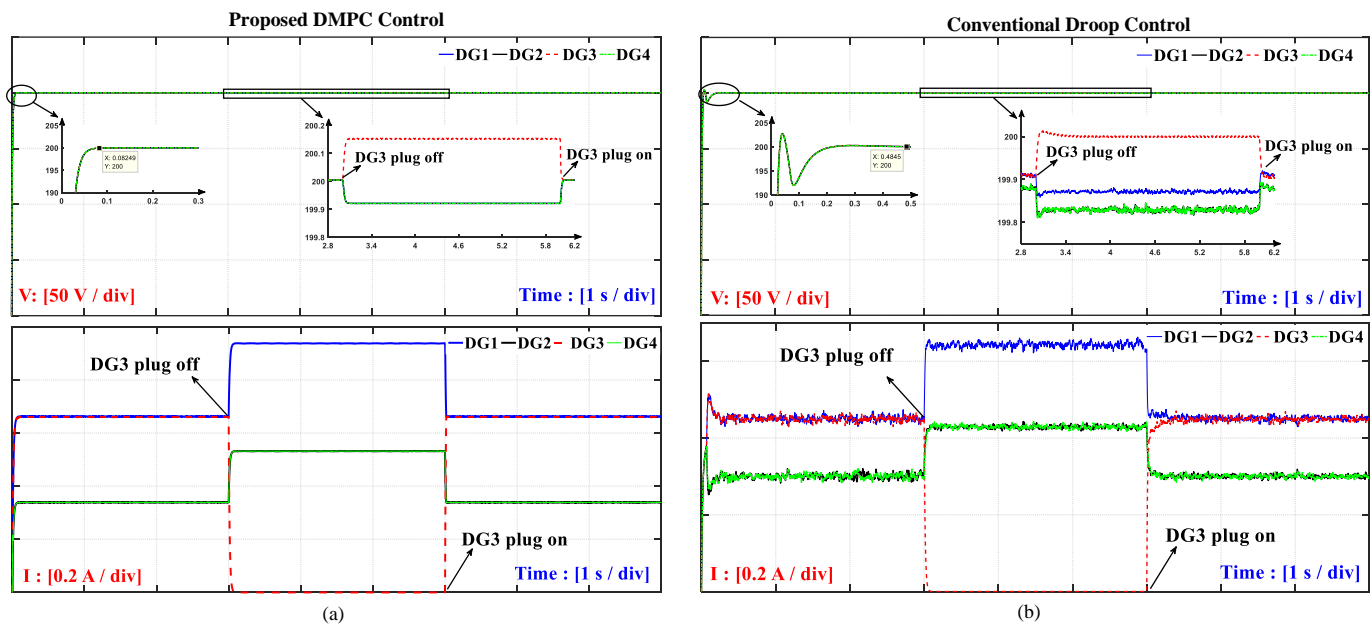 Proposed DMPC Control
DG1 DG2 DG3 DG4
205
200
195
190
0 0.1 0.2 0.3
X: 0.08249
Y: 200
200.2
200.1
200
199.9
199.8
2.8 3.4 4 4.6 5.2 5.8 6.2
DG3 plug off
DG3 plug on
V: [50 V / div]
Time : [1 s / div]
DG1 DG2 DG3 DG4
DG3 plug off
DG3 plug on
I : [0.2 A / div]
Time : [1 s / div]
(a)
Conventional Droop Control
DG1 DG2 DG3 DG4
205
200
195
190
0 0.1 0.2 0.3 0.4 0.5
X: 0.4845
Y: 200
200
199.9
199.8
2.8 3.4 4 4.6 5.2 6.2
DG3 plug off
DG3 plug on
V: [50 V / div]
Time : [1 s / div]
DG1 DG2 DG3 DG4
DG3 plug off
DG3 plug on
I : [0.2 A / div]
Time : [1 s / div]
(b)